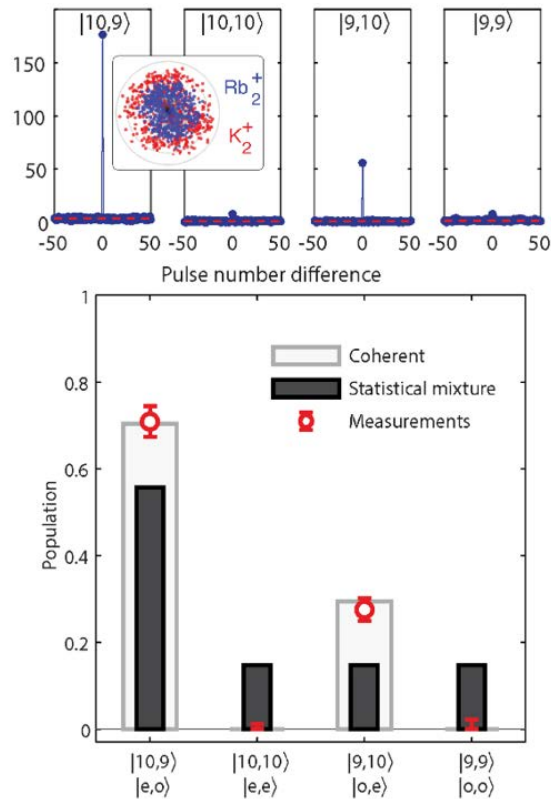 |10,9⟩ |10,10⟩ |9,10⟩ |9,9⟩
150
100
50
0
Rb₂⁺
K₂⁺
-50 0 50 -50 0 50 -50 0 50 -50 0 50
Pulse number difference
1
0.8
0.6
0.4
0.2
0
Population
Coherent
Statistical mixture
Measurements
|10,9⟩ |10,10⟩ |9,10⟩ |9,9⟩
|e,o⟩ |e,e⟩ |o,e⟩ |o,o⟩